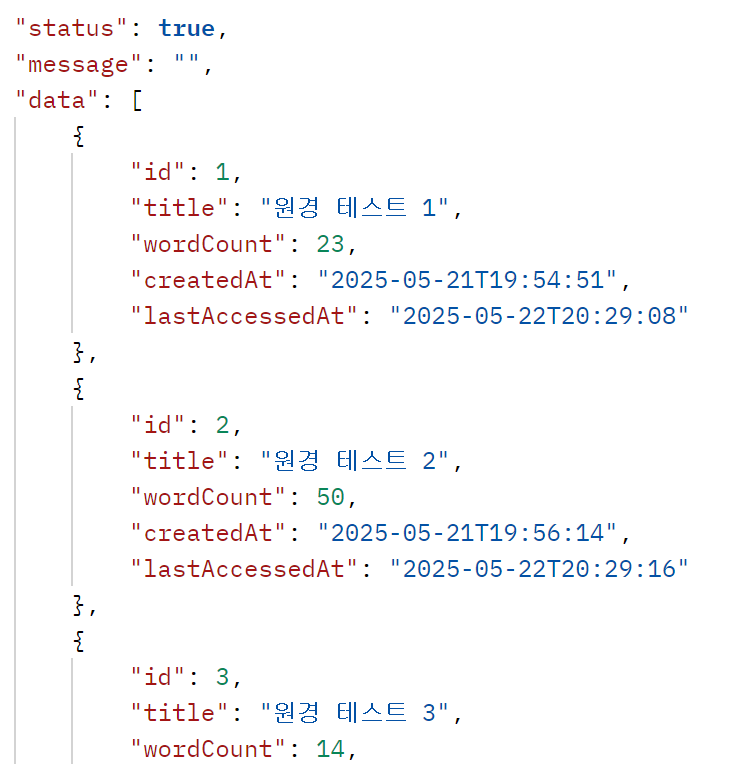 "status": true,
"message": "",
"data": [
{
"id": 1,
"title": "원경 테스트 1",
"wordCount": 23,
"createdAt": "2025-05-21T19:54:51",
"lastAccessedAt": "2025-05-22T20:29:08"
},
{
"id": 2,
"title": "원경 테스트 2",
"wordCount": 50,
"createdAt": "2025-05-21T19:56:14",
"lastAccessedAt": "2025-05-22T20:29:16"
},
{
"id": 3,
"title": "원경 테스트 3",
"wordCount": 14,